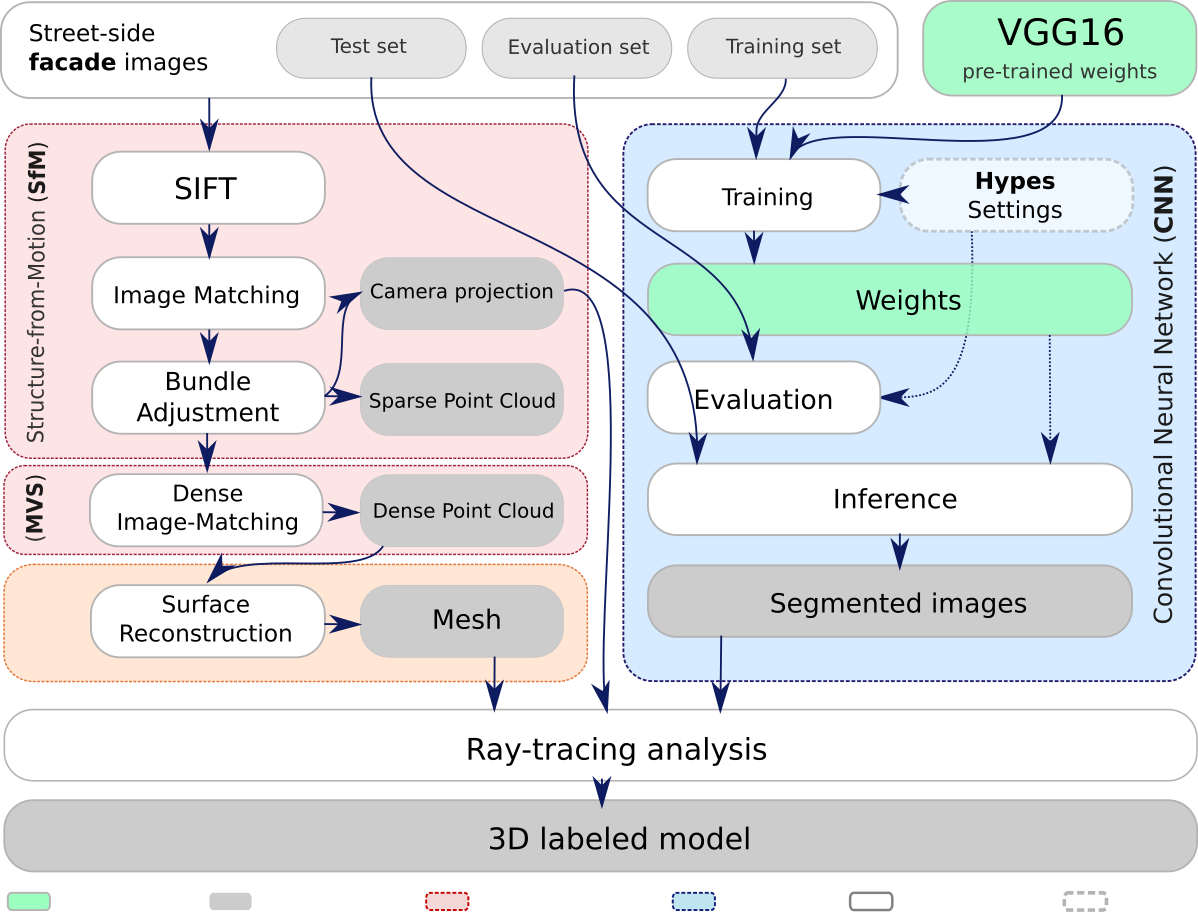 Street-side
facade images
Test set
Evaluation set
Training set
VGG16
pre-trained weights
Structure-from-Motion (SfM)
SIFT
Image Matching
Camera projection
Bundle
Adjustment
Sparse Point Cloud
(MVS)
Dense
Image-Matching
Dense Point Cloud
Surface
Reconstruction
Mesh
Training
Hypes
Settings
Weights
Evaluation
Inference
Segmented images
Convolutional Neural Network (CNN)
Ray-tracing analysis
3D labeled model